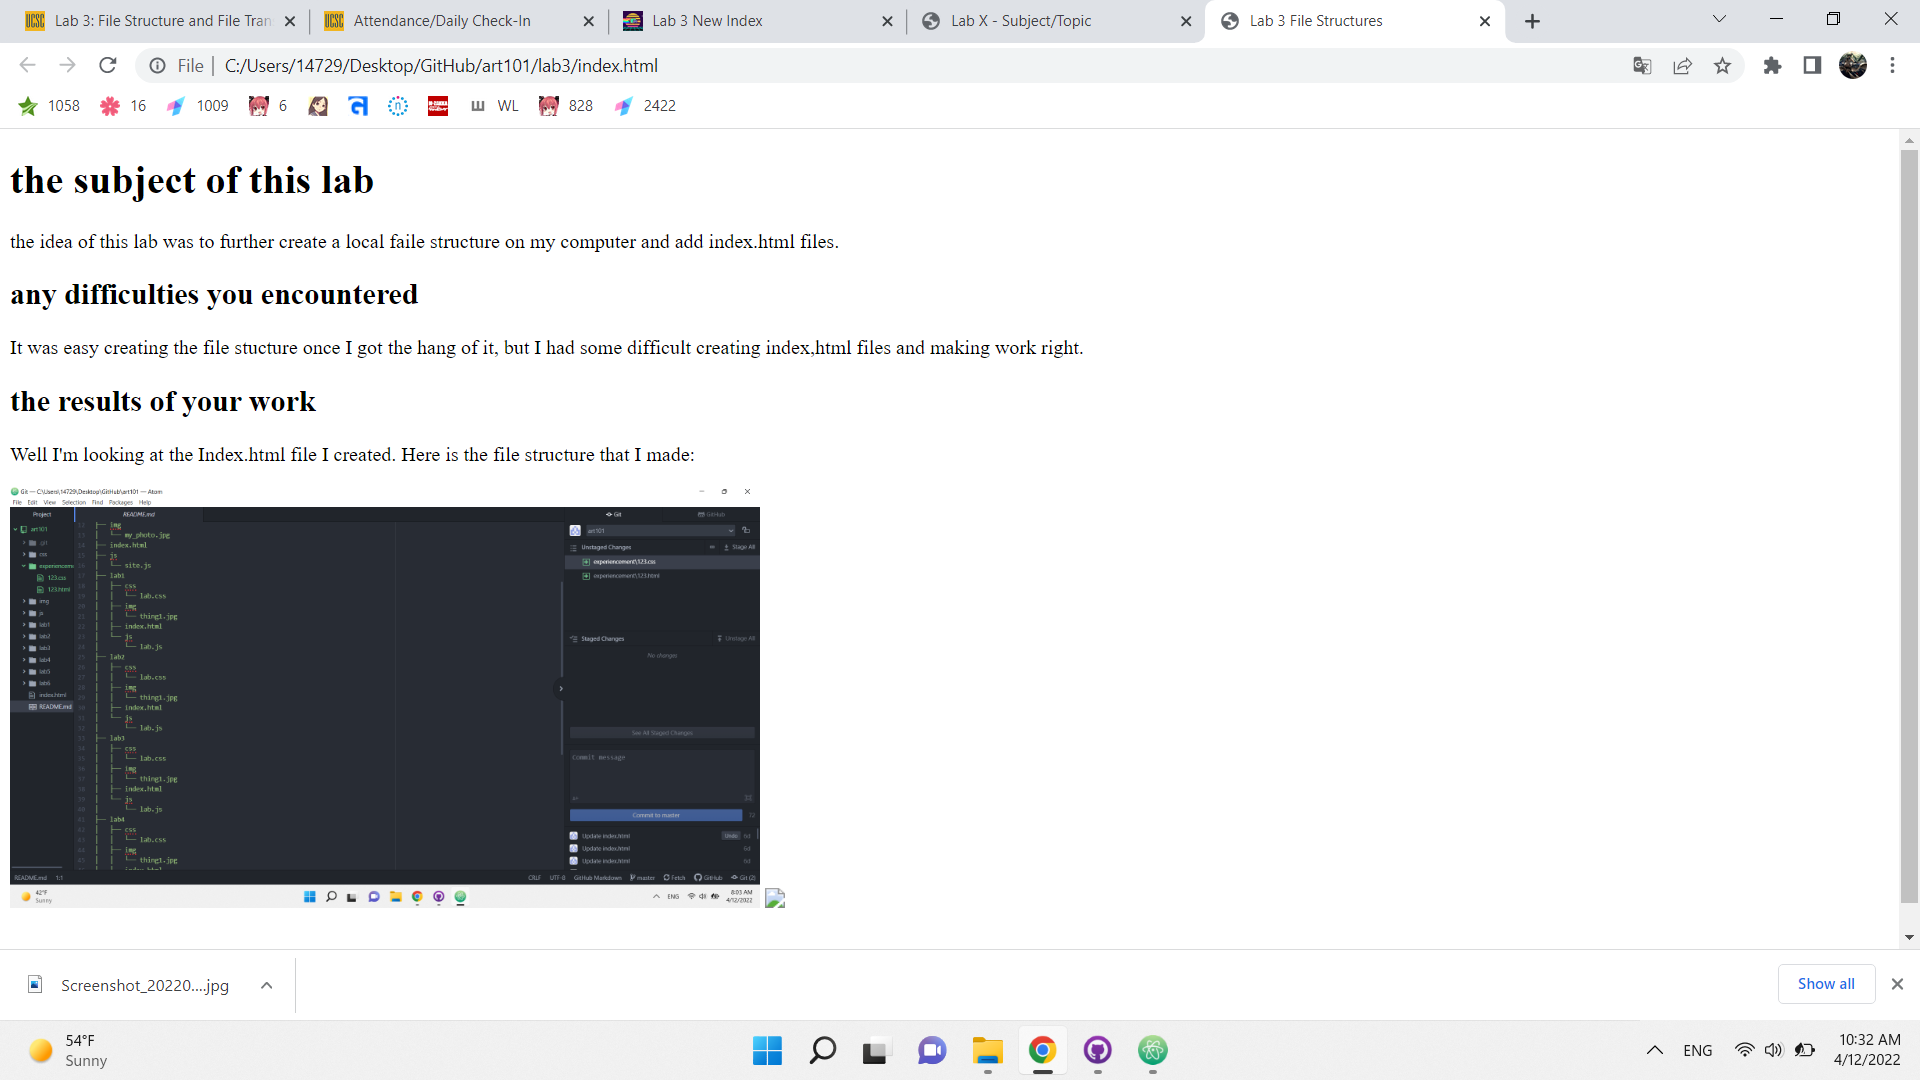 Lab 3: File Structure and File Tran
Attendance/Daily Check-In
Lab 3 New Index
Lab X - Subject/Topic
Lab 3 File Structures
File
C:/Users/14729/Desktop/GitHub/art101/lab3/index.html
1058
16
1009
6
WL
828
2422
the subject of this lab
the idea of this lab was to further create a local faile structure on my computer and add index.html files.
any difficulties you encountered
It was easy creating the file stucture once I got the hang of it, but I had some difficult creating index,html files and making work right.
the results of your work
Well I'm looking at the Index.html file I created. Here is the file structure that I made:
Git — C:\Users\14729\Desktop\GitHub\art101 — Atom
File Edit View Selection Find Packages Help
Project
README.md
Git
GitHub
art101
.git
css
experiencement
123.css
123.html
img
js
lab1
lab2
lab3
lab4
lab5
lab6
index.html
README.md
img
my_photo.jpg
index.html
js
site.js
lab1
css
lab.css
img
thing1.jpg
index.html
js
lab.js
lab2
css
lab.css
img
thing1.jpg
index.html
js
lab.js
lab3
css
lab.css
img
thing1.jpg
index.html
js
lab.js
lab4
css
lab.css
img
thing1.jpg
art101
Unstaged Changes
Stage All
experiencement\123.css
experiencement\123.html
Staged Changes
Unstage All
No changes
See All Staged Changes
Commit message
Commit to master
72
Update index.html
Undo
Update index.html
Update index.html
README.md 1:1
CRLF UTF-8 GitHub Markdown master Fetch GitHub Git (2)
42°F
Sunny
ENG
8:03 AM
4/12/2022
Screenshot_20220....jpg
Show all
54°F
Sunny
ENG
10:32 AM
4/12/2022